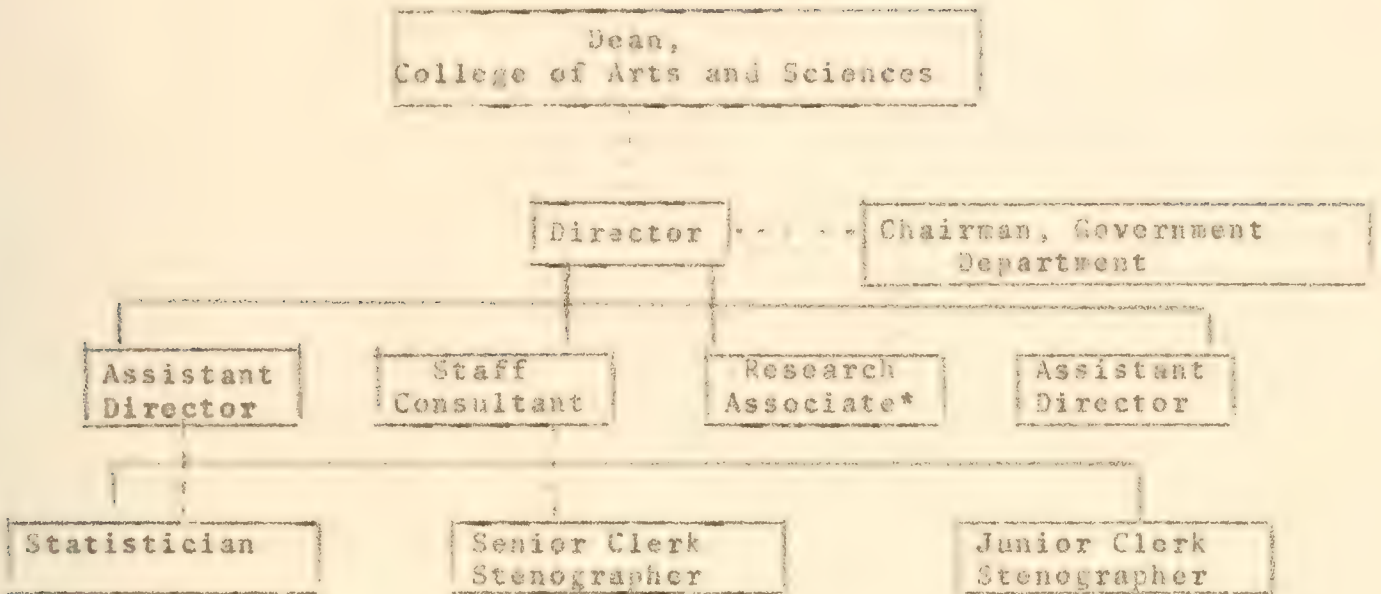 Dean,
College of Arts and Sciences
Director
Chairman, Government
Department
Assistant
Director
Staff
Consultant
Research
Associate*
Assistant
Director
Statistician
Senior Clerk
Stenographer
Junior Clerk
Stenographer